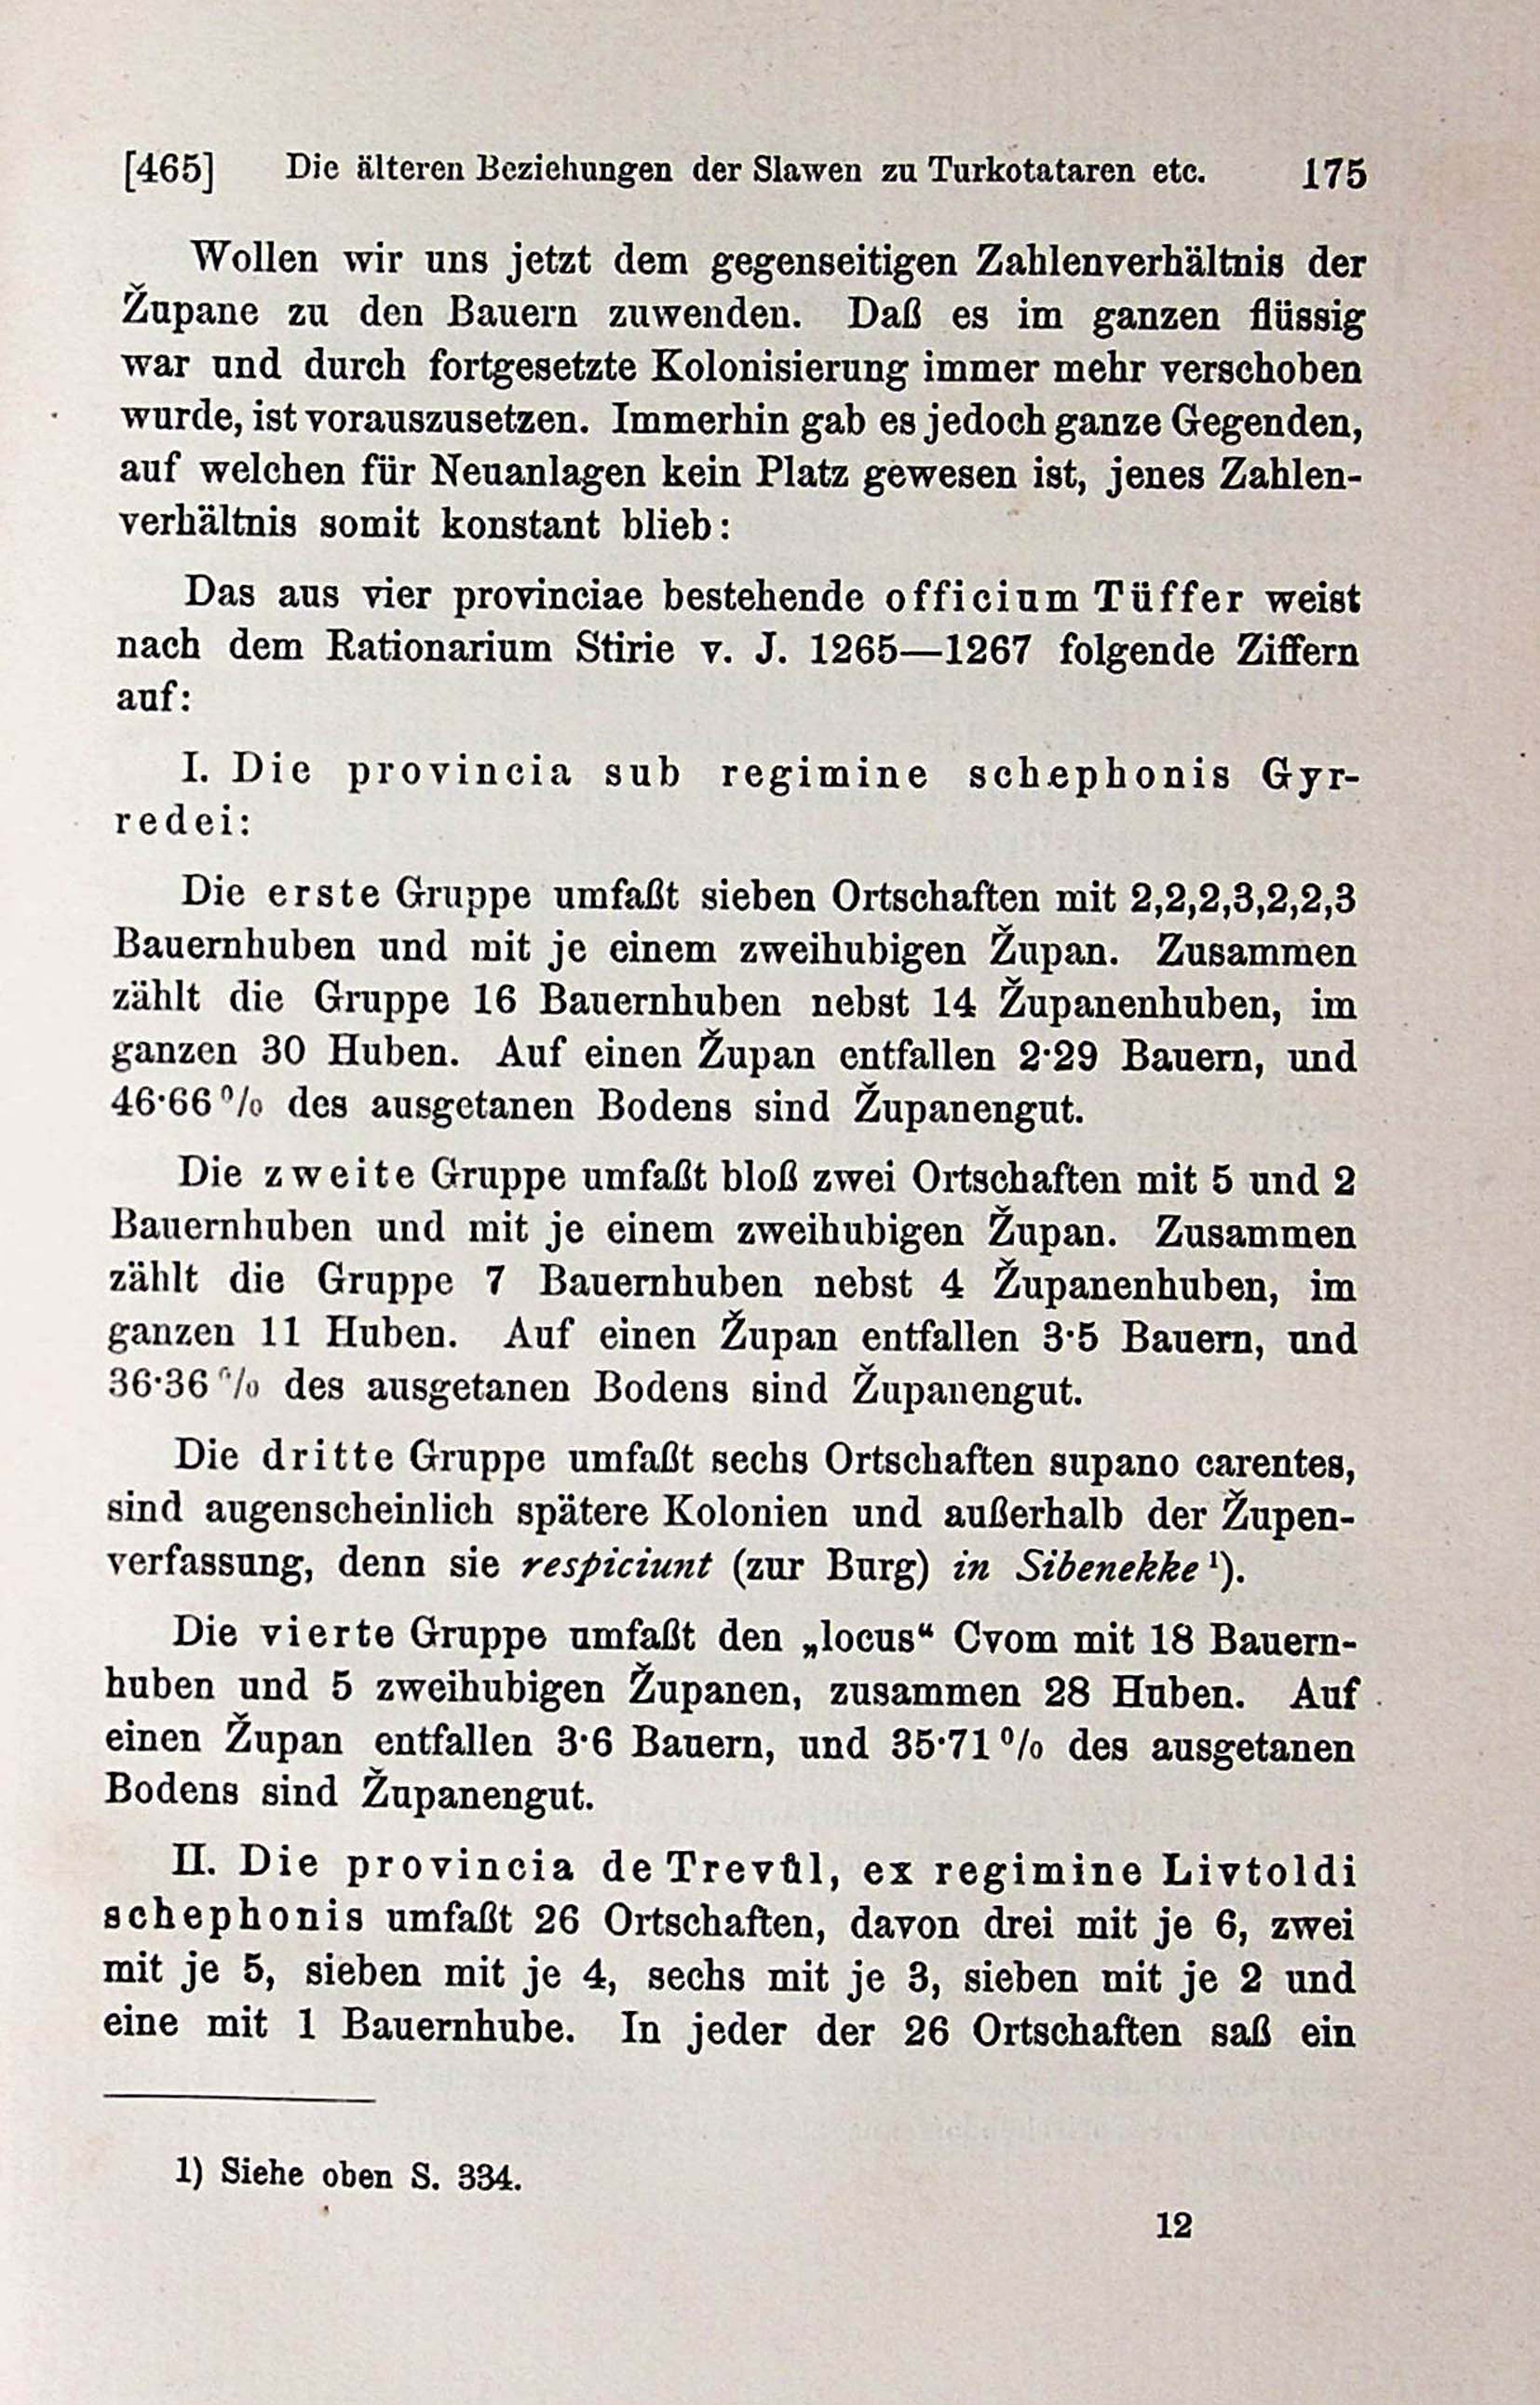 [465] Die älteren Beziehungen der Slawen zu Turkotataren etc. 175
Wollen wir uns jetzt dem gegenseitigen Zahlenverhältnis der
Župane zu den Bauern zuwenden. Daß es im ganzen flüssig
war und durch fortgesetzte Kolonisierung immer mehr verschoben
wurde, ist vorauszusetzen. Immerhin gab es jedoch ganze Gegenden,
auf welchen für Neuanlagen kein Platz gewesen ist, jenes Zahlen-
verhältnis somit konstant blieb:
Das aus vier provinciae bestehende officium Tüffer weist
nach dem Rationarium Stirie v. J. 1265—1267 folgende Ziffern
auf:
I. Die provincia sub regimine schephonis Gyr-
redei:
Die erste Gruppe umfaßt sieben Ortschaften mit 2,2,2,3,2,2,3
Bauernhuben und mit je einem zweihubigen Župan. Zusammen
zählt die Gruppe 16 Bauernhuben nebst 14 Županenhuben, im
ganzen 30 Huben. Auf einen Župan entfallen 2·29 Bauern, und
46·66 % des ausgetanen Bodens sind Županengut.
Die zweite Gruppe umfaßt bloß zwei Ortschaften mit 5 und 2
Bauernhuben und mit je einem zweihubigen Župan. Zusammen
zählt die Gruppe 7 Bauernhuben nebst 4 Županenhuben, im
ganzen 11 Huben. Auf einen Župan entfallen 3·5 Bauern, und
36·36 % des ausgetanen Bodens sind Županengut.
Die dritte Gruppe umfaßt sechs Ortschaften supano carentes,
sind augenscheinlich spätere Kolonien und außerhalb der Župen-
verfassung, denn sie respiciunt (zur Burg) in Sibenekke ¹).
Die vierte Gruppe umfaßt den „locus“ Cvom mit 18 Bauern-
huben und 5 zweihubigen Županen, zusammen 28 Huben. Auf
einen Župan entfallen 3·6 Bauern, und 35·71 % des ausgetanen
Bodens sind Županengut.
II. Die provincia de Trevůl, ex regimine Livtoldi
schephonis umfaßt 26 Ortschaften, davon drei mit je 6, zwei
mit je 5, sieben mit je 4, sechs mit je 3, sieben mit je 2 und
eine mit 1 Bauernhube. In jeder der 26 Ortschaften saß ein
1) Siehe oben S. 334.
12